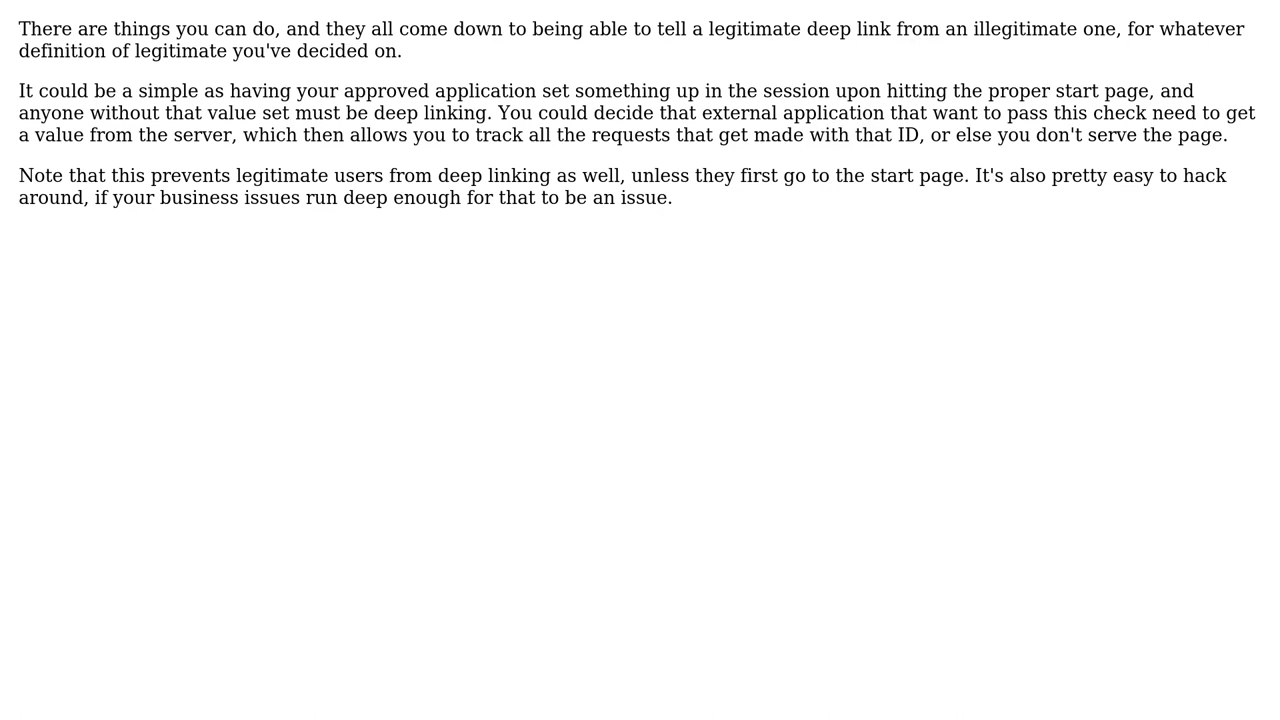 There are things you can do, and they all come down to being able to tell a legitimate deep link from an illegitimate one, for whatever
definition of legitimate you've decided on.
It could be a simple as having your approved application set something up in the session upon hitting the proper start page, and
anyone without that value set must be deep linking. You could decide that external application that want to pass this check need to get
a value from the server, which then allows you to track all the requests that get made with that ID, or else you don't serve the page.
Note that this prevents legitimate users from deep linking as well, unless they first go to the start page. It's also pretty easy to hack
around, if your business issues run deep enough for that to be an issue.